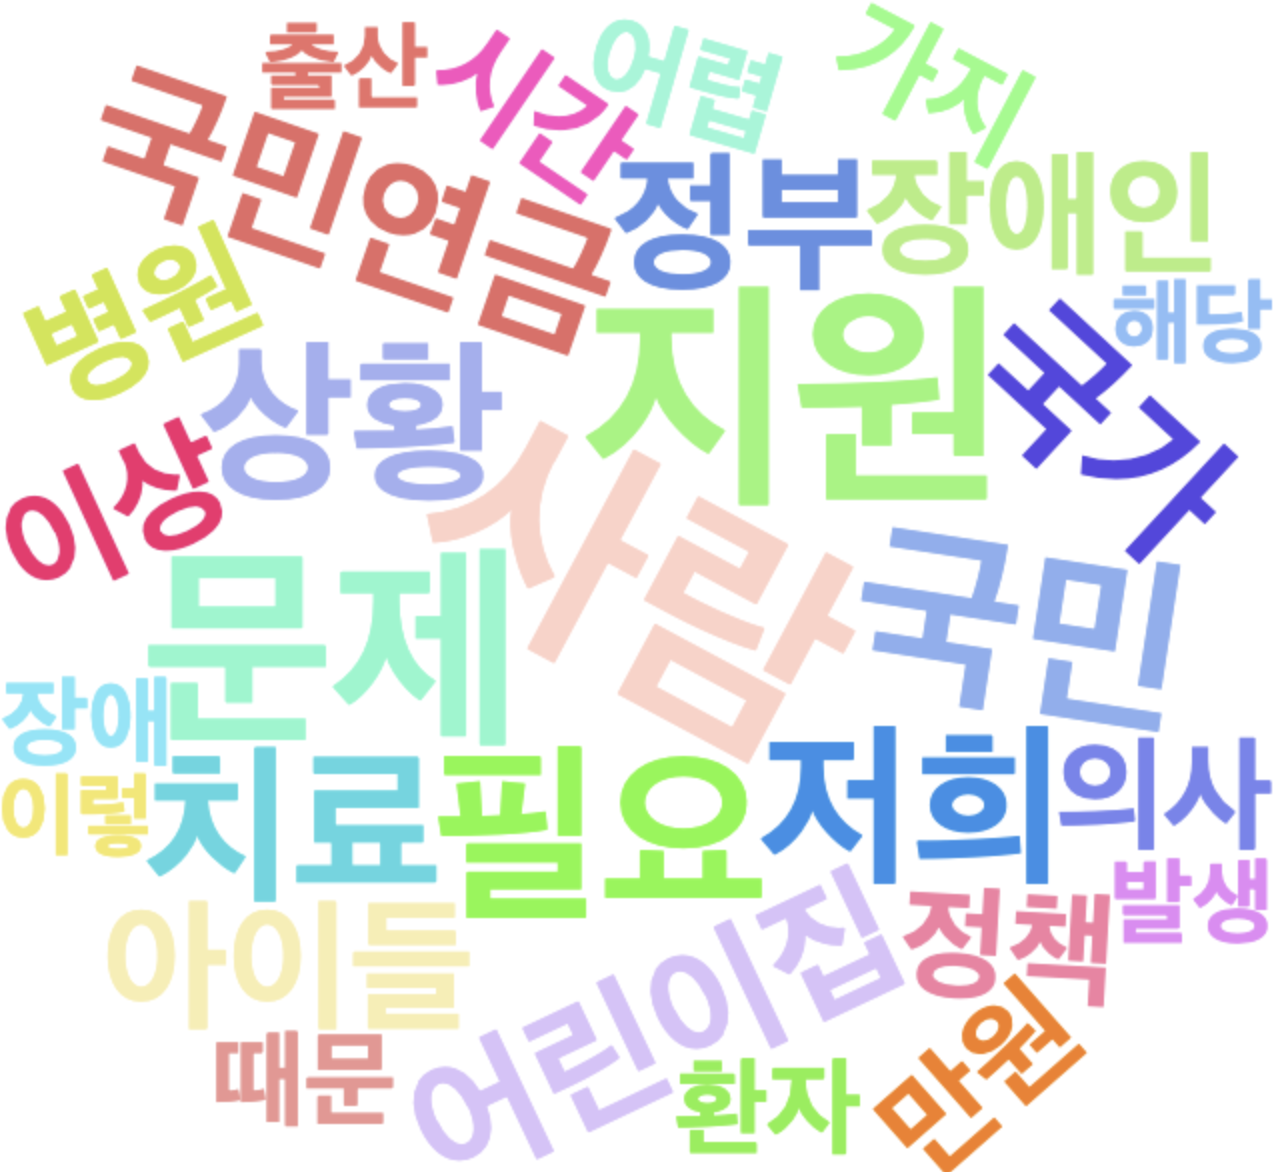 출산
시간
어렵
가지
국민연금
정부
장애인
병원
해당
상황
지원
국가
이상
사람
문제
국민
장애
이렇
치료
필요
저희
의사
발생
아이들
어린이집
정책
때문
환자
만원